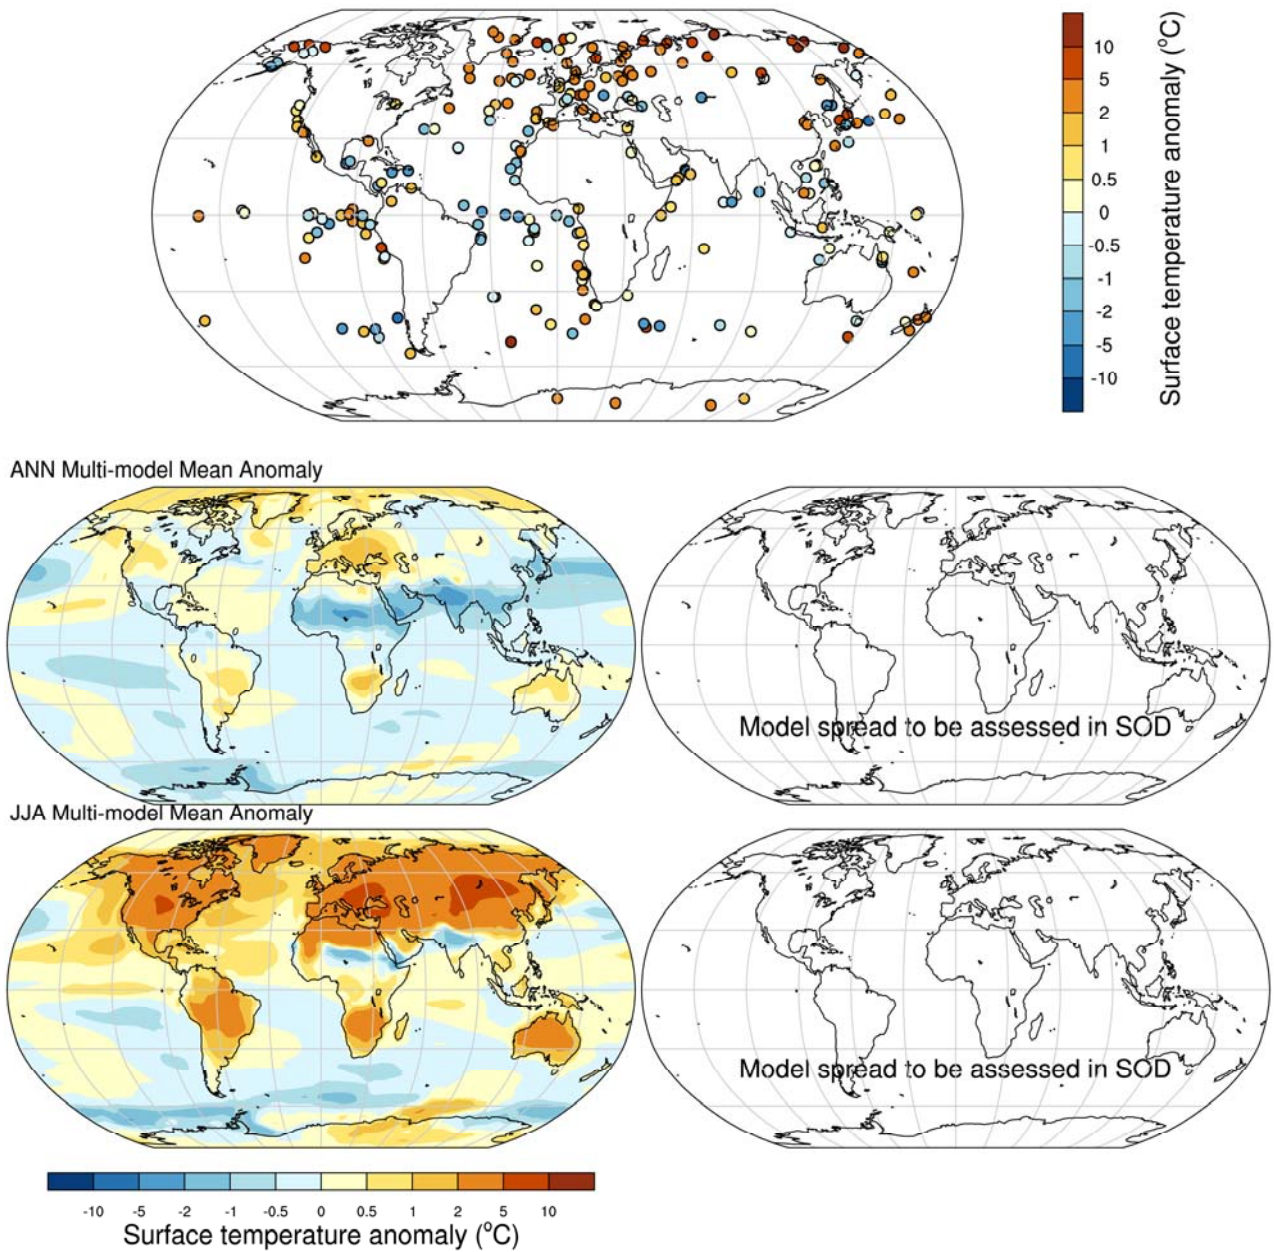 10
5
2
1
0.5
0
-0.5
-1
-2
-5
-10
Surface temperature anomaly (°C)
ANN Multi-model Mean Anomaly
Model spread to be assessed in SOD
JJA Multi-model Mean Anomaly
Model spread to be assessed in SOD
-10 -5 -2 -1 -0.5 0 0.5 1 2 5 10
Surface temperature anomaly (°C)